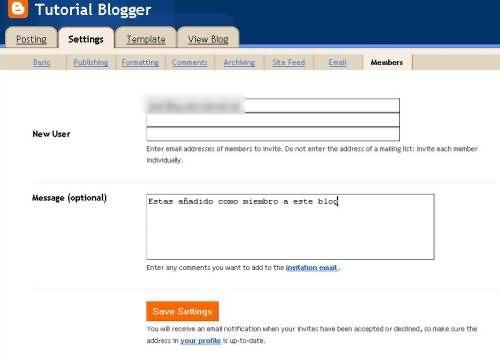 Tutorial Blogger
Posting Settings Template View Blog
Basic Publishing Formatting Comments Archiving Site Feed Email Members
New User
Enter email addresses of members to invite. Do not enter the address of a mailing list: invite each member
individually.
Message (optional)
Estas añadido como miembro a este blog
Enter any comments you want to add to the invitation email .
Save Settings
You will receive an email notification when your invites have been accepted or declined, so make sure the
address in your profile is up-to-date.